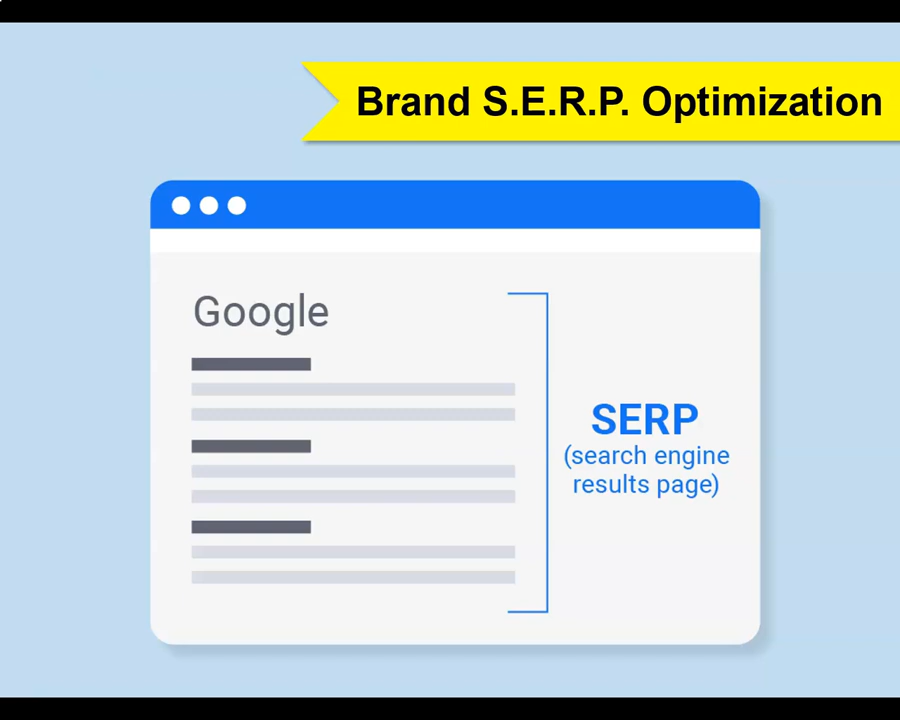 Brand S.E.R.P. Optimization
Google
SERP
(search engine
results page)